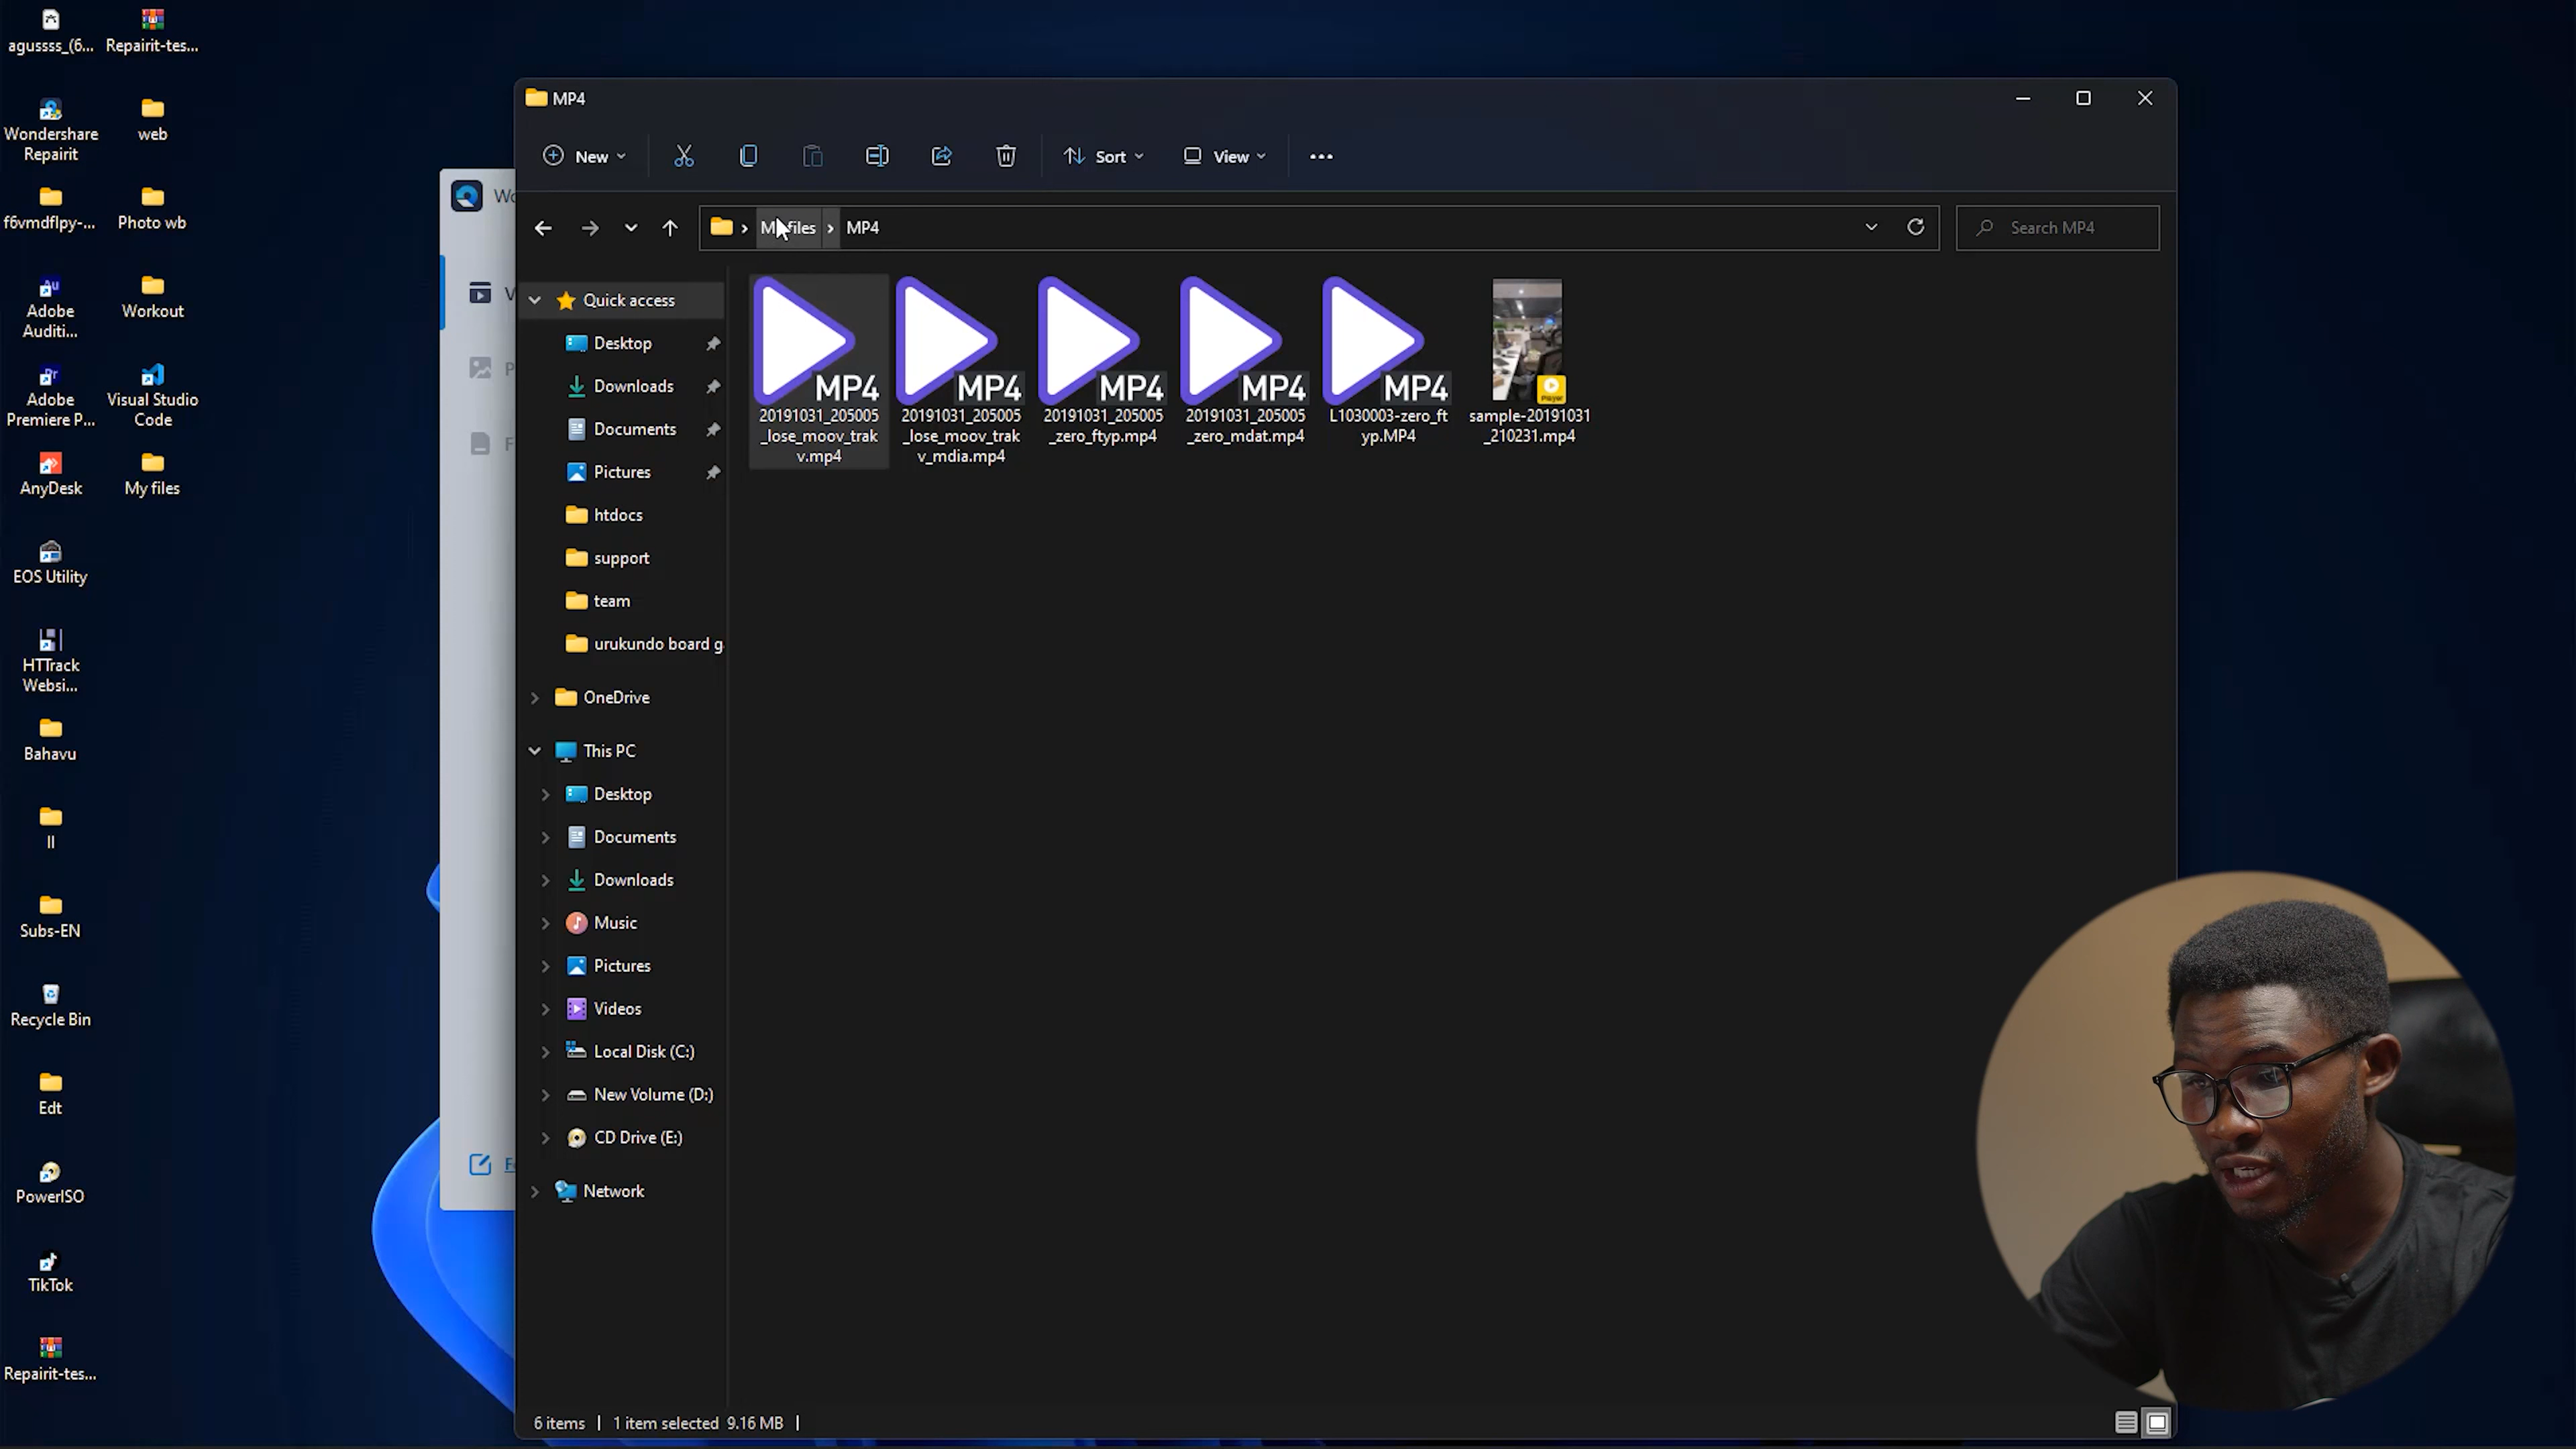 agussss_(6...
Repairit-tes...
Wondershare
Repairit
web
f6vmdflpy-...
Photo wb
Adobe
Auditi...
Workout
Adobe
Premiere P...
Visual Studio
Code
AnyDesk
My files
EOS Utility
HTTrack
Websi...
Bahavu
II
Subs-EN
Recycle Bin
Edt
PowerISO
TikTok
Repairit-tes...
MP4
New
Sort
View
MP4
Search MP4
Quick access
Desktop
Downloads
Documents
Pictures
htdocs
support
team
urukundo board g
OneDrive
This PC
Desktop
Documents
Downloads
Music
Pictures
Videos
Local Disk (C:)
New Volume (D:)
CD Drive (E:)
Network
MP4
20191031_205005
_lose_moov_trak
v.mp4
MP4
20191031_205005
_lose_moov_trak
v_mdia.mp4
MP4
20191031_205005
_zero_ftyp.mp4
MP4
20191031_205005
_zero_mdat.mp4
MP4
L1030003-zero_ft
yp.MP4
Player
sample-20191031
_210231.mp4
6 items
1 item selected 9.16 MB